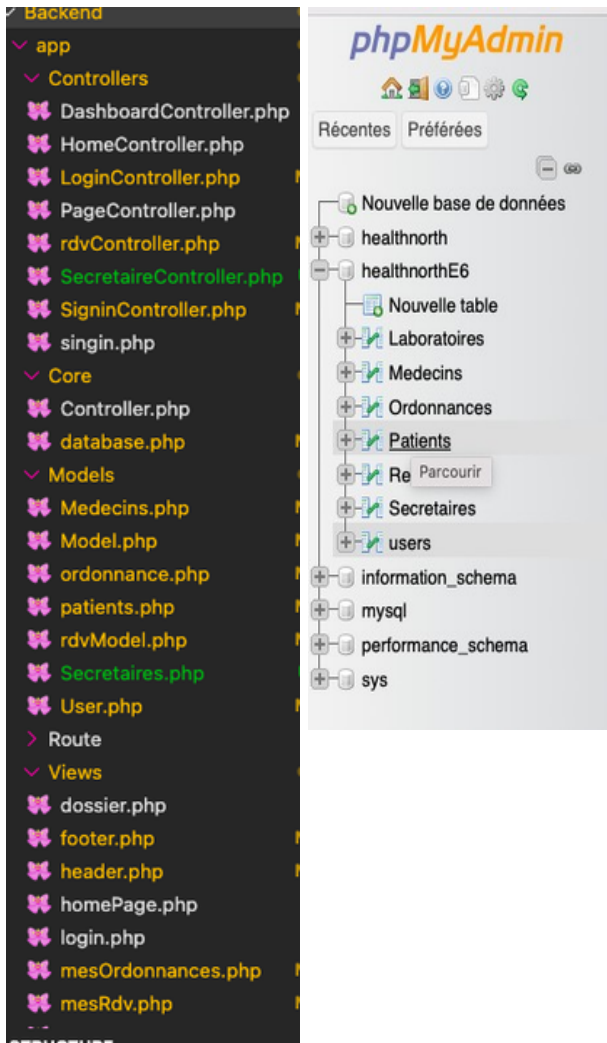 Backend
app
Controllers
DashboardController.php
HomeController.php
LoginController.php
PageController.php
rdvController.php
SecretaireController.php
SigninController.php
singin.php
Core
Controller.php
database.php
Models
Medecins.php
Model.php
ordonnance.php
patients.php
rdvModel.php
Secretaires.php
User.php
Route
Views
dossier.php
footer.php
header.php
homePage.php
login.php
mesOrdonnances.php
mesRdv.php
phpMyAdmin
Récentes Préférées
Nouvelle base de données
healthnorth
healthnorthE6
Nouvelle table
Laboratoires
Medecins
Ordonnances
Patients
Re Parcourir
Secretaires
users
information_schema
mysql
performance_schema
sys